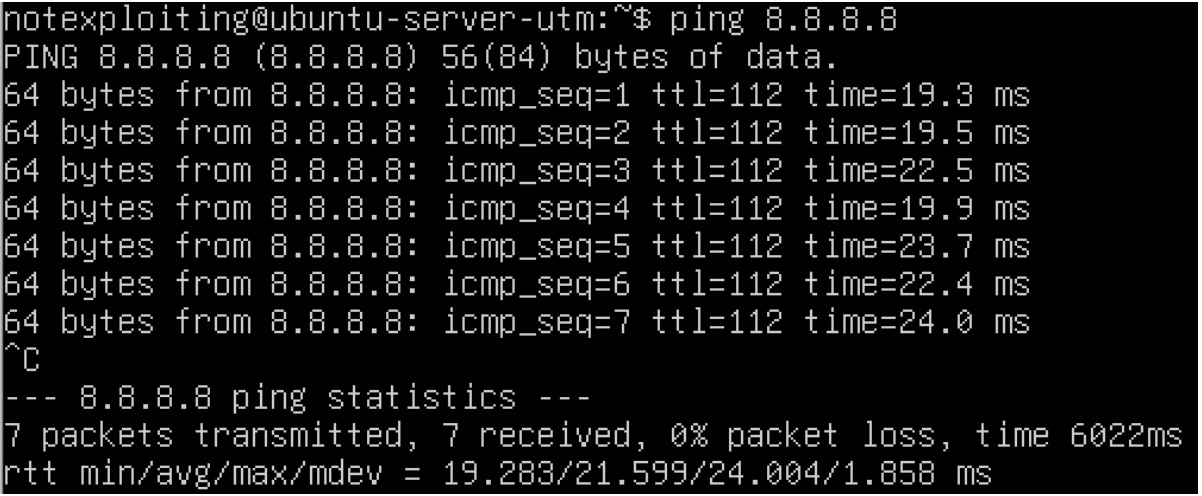 notexploiting@ubuntu-server-utm:~$ ping 8.8.8.8
PING 8.8.8.8 (8.8.8.8) 56(84) bytes of data.
64 bytes from 8.8.8.8: icmp_seq=1 ttl=112 time=19.3 ms
64 bytes from 8.8.8.8: icmp_seq=2 ttl=112 time=19.5 ms
64 bytes from 8.8.8.8: icmp_seq=3 ttl=112 time=22.5 ms
64 bytes from 8.8.8.8: icmp_seq=4 ttl=112 time=19.9 ms
64 bytes from 8.8.8.8: icmp_seq=5 ttl=112 time=23.7 ms
64 bytes from 8.8.8.8: icmp_seq=6 ttl=112 time=22.4 ms
64 bytes from 8.8.8.8: icmp_seq=7 ttl=112 time=24.0 ms
^C
--- 8.8.8.8 ping statistics ---
7 packets transmitted, 7 received, 0% packet loss, time 6022ms
rtt min/avg/max/mdev = 19.283/21.599/24.004/1.858 ms